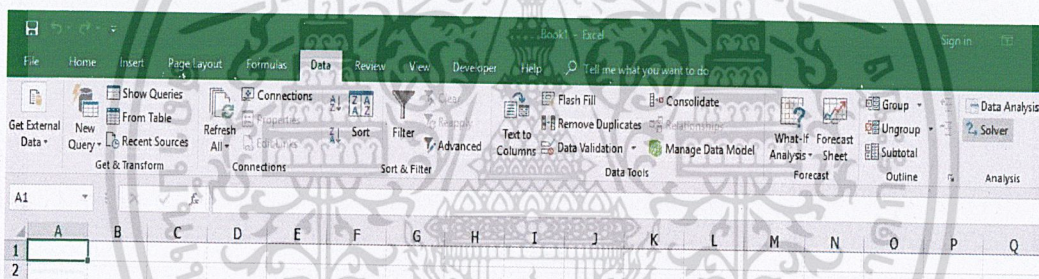 Book1 - Excel
Sign in
File Home Insert Page Layout Formulas Data Review View Developer Help Tell me what you want to do
Get External Data
New Query
Show Queries
From Table
Recent Sources
Get & Transform
Refresh All
Connections
Properties
Edit Links
Connections
Sort
Filter
Clear
Reapply
Advanced
Sort & Filter
Text to Columns
Flash Fill
Remove Duplicates
Data Validation
Consolidate
Relationships
Manage Data Model
Data Tools
What-If Analysis
Forecast Sheet
Forecast
Group
Ungroup
Subtotal
Outline
Data Analysis
Solver
Analysis
A1 fx
A B C D E F G H I J K L M N O P Q
1
2